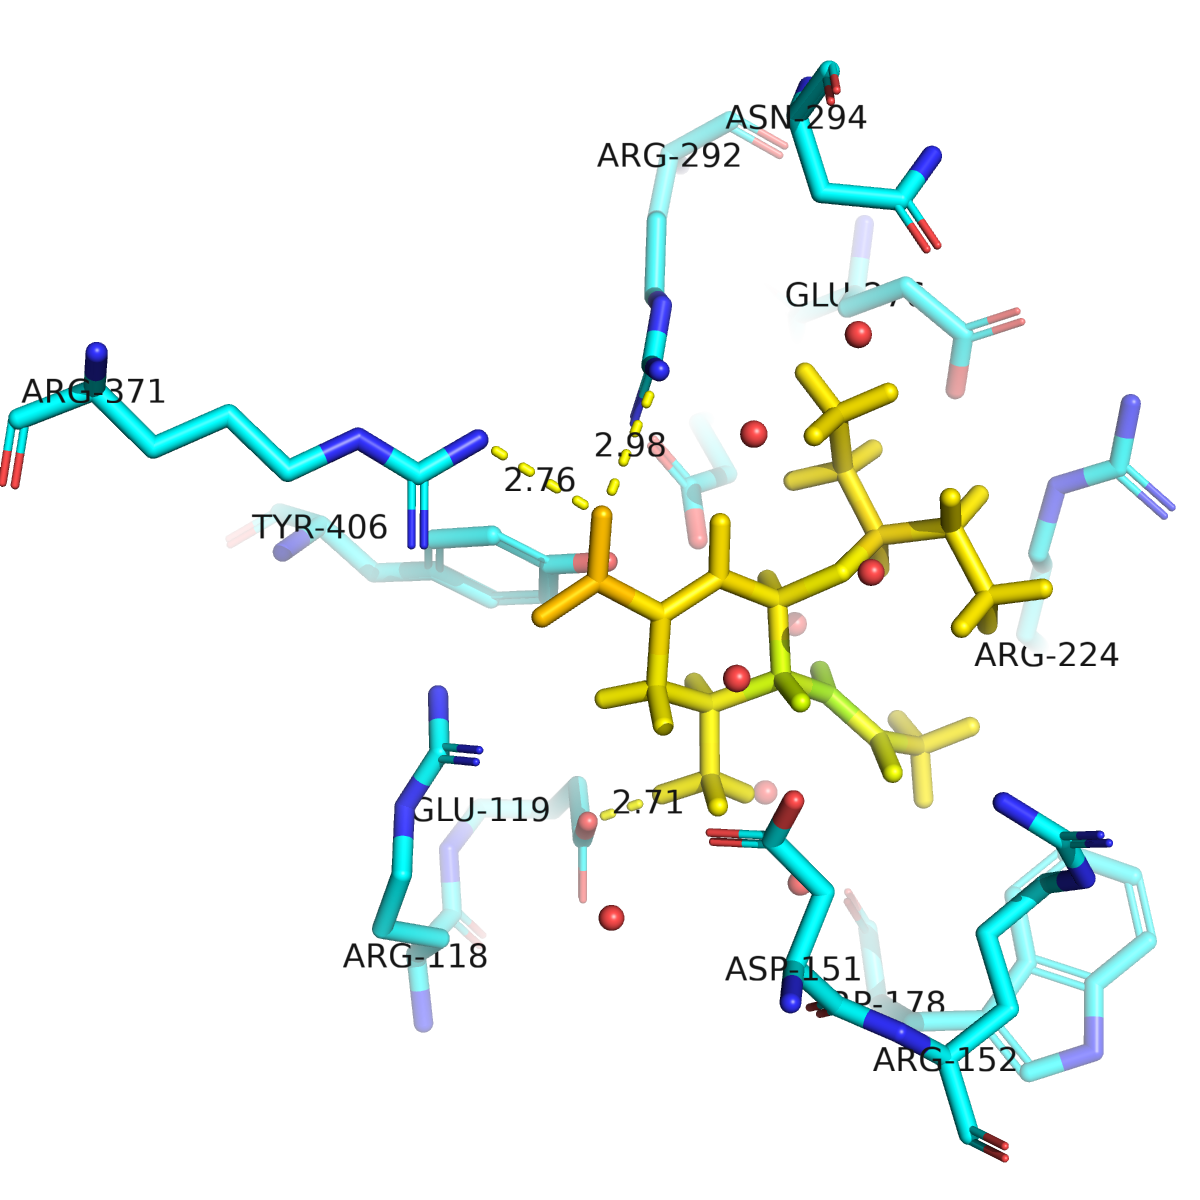 ASN-294
ARG-292
ARG-371
2.98
2.76
TYR-406
ARG-224
2.71
GLU-119
ARG-118
ASP-151
ARG-152